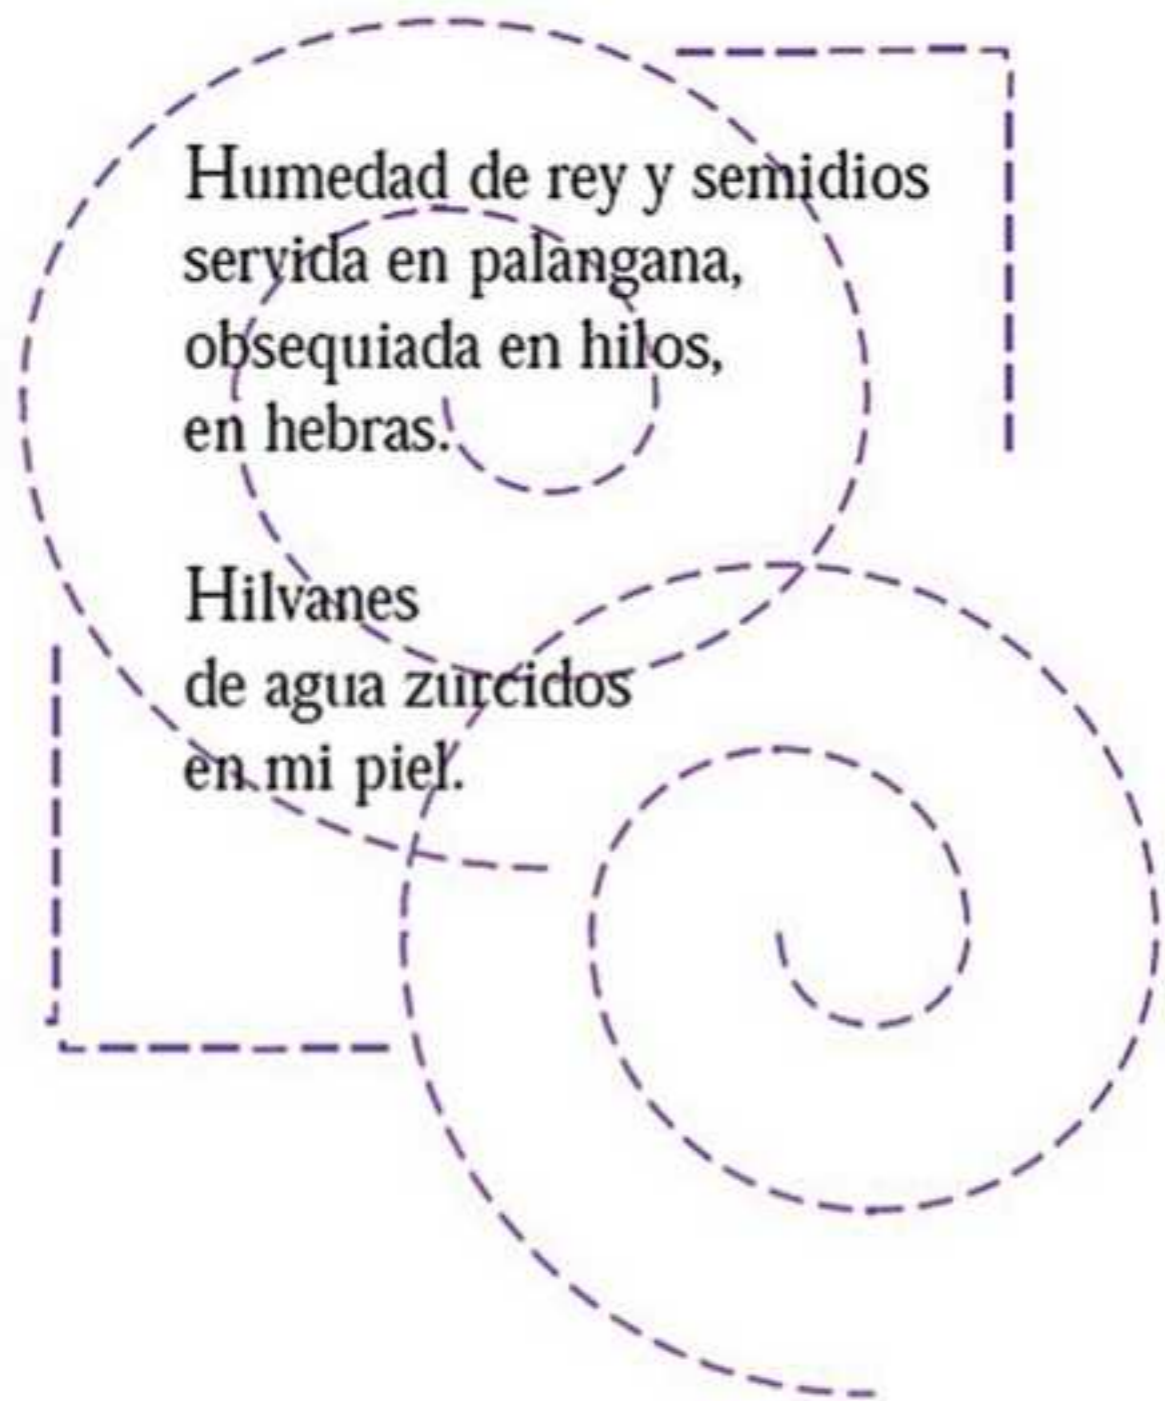 Humedad de rey y semidios
servida en palangana,
obsequiada en hilos,
en hebras.
Hilvanes
de agua zurcidos
en mi piel.